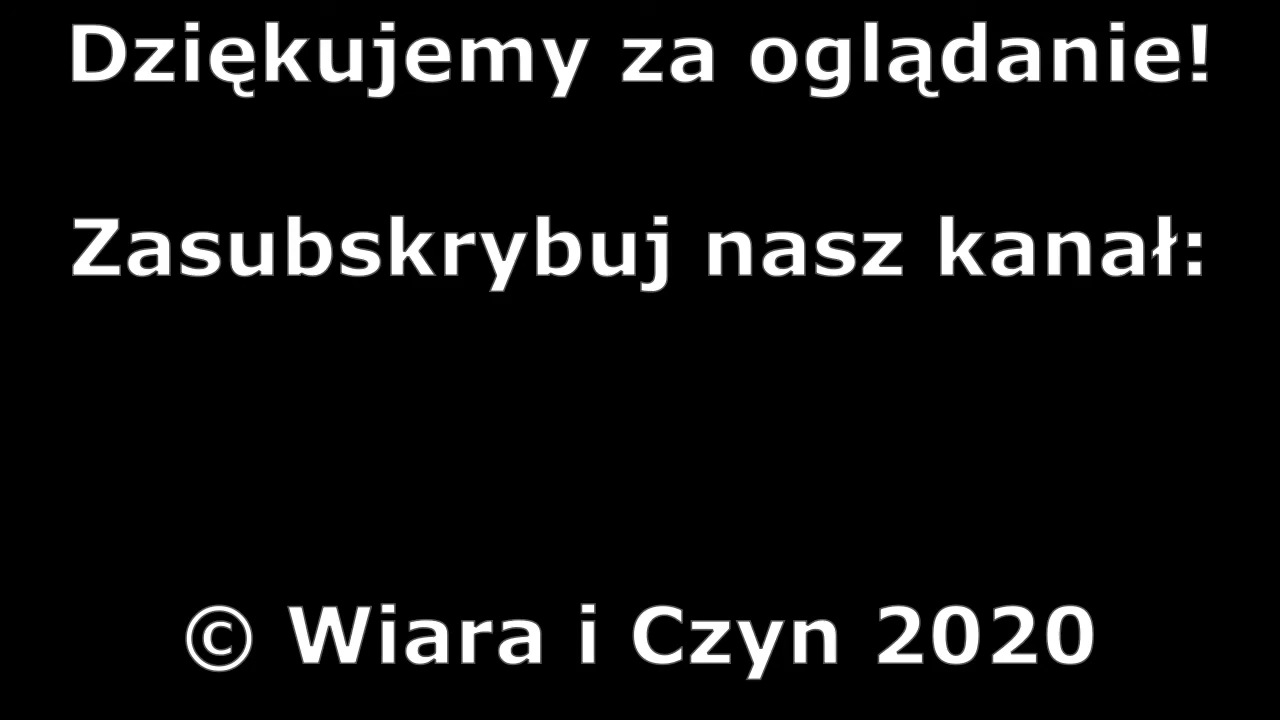 Dziękujemy za oglądanie!
Zasubskrybuj nasz kanał:
© Wiara i Czyn 2020